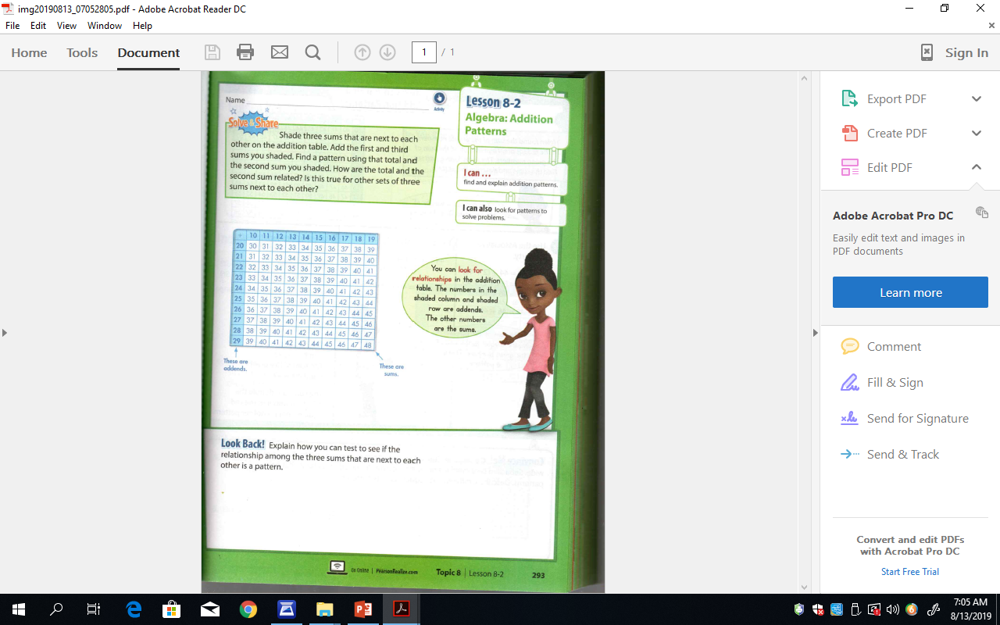 img20190813_07052805.pdf - Adobe Acrobat Reader DC
File Edit View Window Help
Home Tools Document 1 / 1 Sign In
Name
Activity
Lesson 8-2
Algebra: Addition
Patterns
Solve & Share
Shade three sums that are next to each
other on the addition table. Add the first and third
sums you shaded. Find a pattern using that total and
the second sum you shaded. How are the total and the
second sum related? Is this true for other sets of three
sums next to each other?
I can ...
find and explain addition patterns.
I can also look for patterns to
solve problems.
+ 10 11 12 13 14 15 16 17 18 19
20 30 31 32 33 34 35 36 37 38 39
21 31 32 33 34 35 36 37 38 39 40
22 32 33 34 35 36 37 38 39 40 41
23 33 34 35 36 37 38 39 40 41 42
24 34 35 36 37 38 39 40 41 42 43
25 35 36 37 38 39 40 41 42 43 44
26 36 37 38 39 40 41 42 43 44 45
27 37 38 39 40 41 42 43 44 45 46
28 38 39 40 41 42 43 44 45 46 47
29 39 40 41 42 43 44 45 46 47 48
These are
addends.
These are
sums.
You can look for
relationships in the addition
table. The numbers in the
shaded column and shaded
row are addends.
The other numbers
are the sums.
Look Back! Explain how you can test to see if the
relationship among the three sums that are next to each
other is a pattern.
Go Online | PearsonRealize.com Topic 8 | Lesson 8-2 293
Export PDF
Create PDF
Edit PDF
Adobe Acrobat Pro DC
Easily edit text and images in
PDF documents
Learn more
Comment
Fill & Sign
Send for Signature
Send & Track
Convert and edit PDFs
with Acrobat Pro DC
Start Free Trial
7:05 AM
8/13/2019